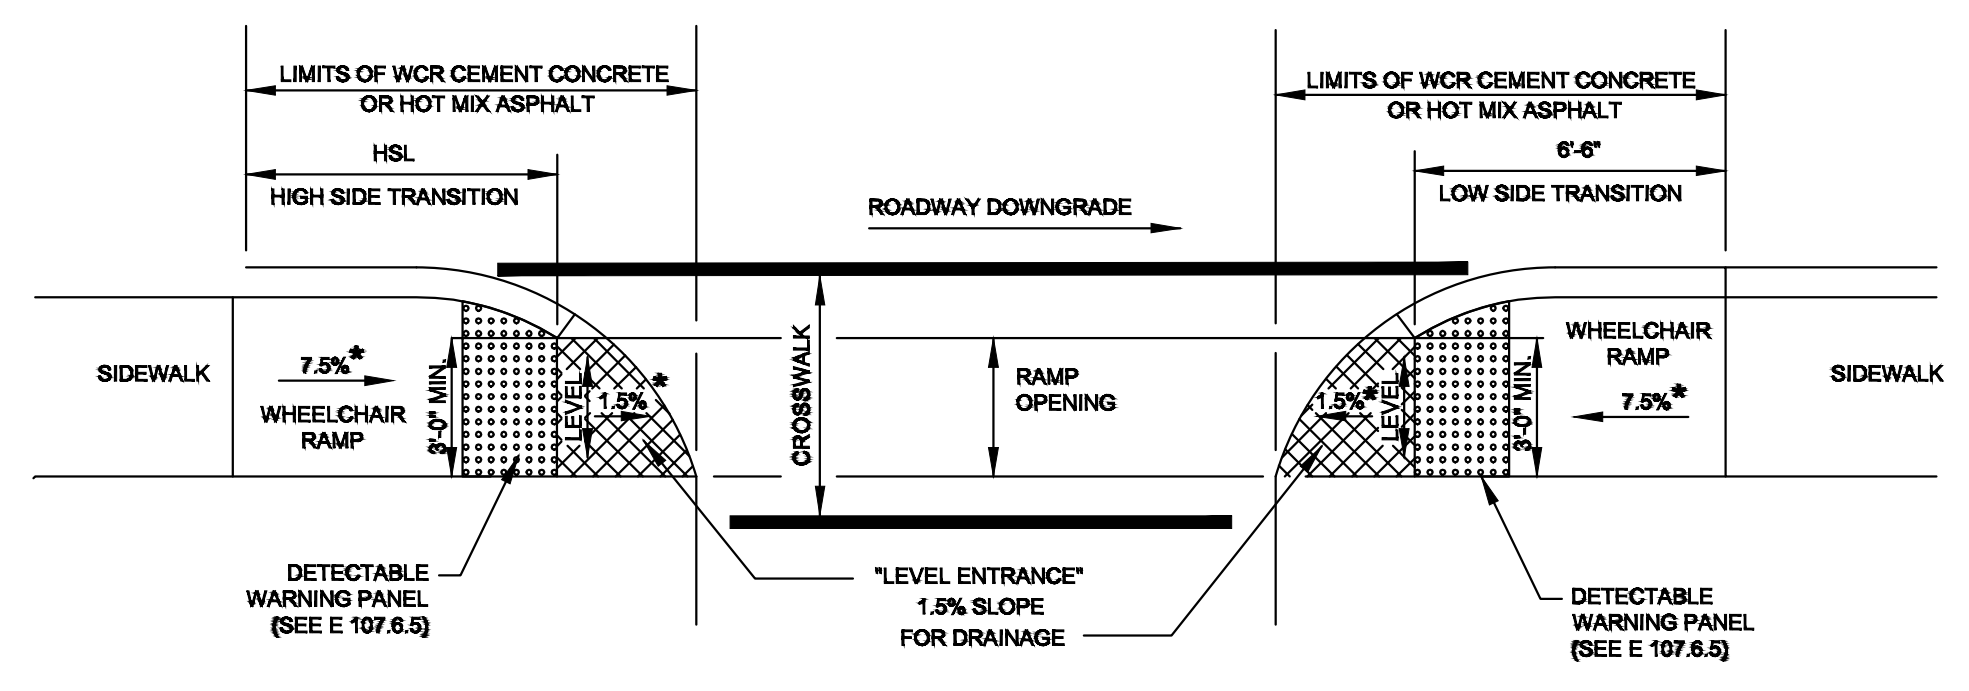 LIMITS OF WCR CEMENT CONCRETE
OR HOT MIX ASPHALT
HSL
HIGH SIDE TRANSITION
LIMITS OF WCR CEMENT CONCRETE
OR HOT MIX ASPHALT
6'-6"
LOW SIDE TRANSITION
ROADWAY DOWNGRADE
SIDEWALK
7.5%*
WHEELCHAIR
RAMP
3'-0" MIN.
LEVEL
1.5%*
CROSSWALK
RAMP
OPENING
1.5%*
LEVEL
3'-0" MIN.
WHEELCHAIR
RAMP
7.5%*
SIDEWALK
DETECTABLE
WARNING PANEL
(SEE E 107.6.5)
"LEVEL ENTRANCE"
1.5% SLOPE
FOR DRAINAGE
DETECTABLE
WARNING PANEL
(SEE E 107.6.5)